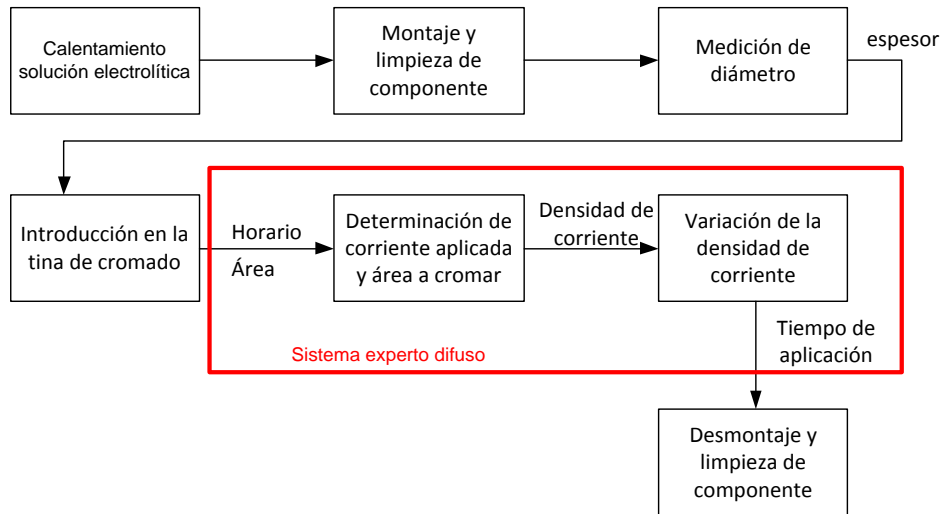 Calentamiento
solución electrolítica
Montaje y
limpieza de
componente
Medición de
diámetro
espesor
Introducción en la
tina de cromado
Horario
Área
Determinación de
corriente aplicada
y área a cromar
Densidad de
corriente
Variación de la
densidad de
corriente
Tiempo de
aplicación
Sistema experto difuso
Desmontaje y
limpieza de
componente